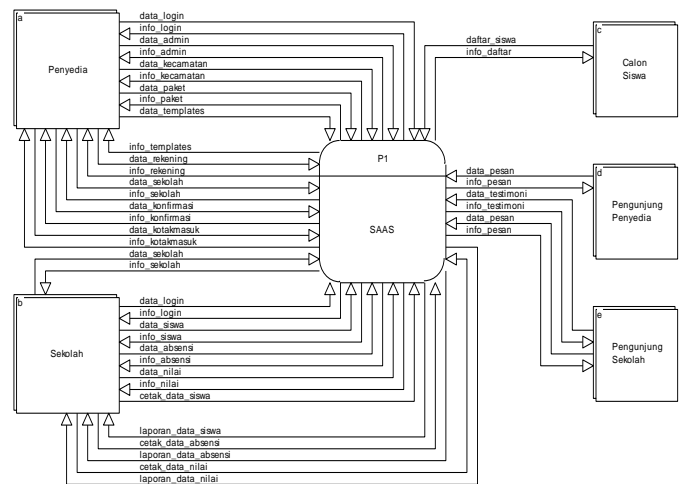 a
Penyedia
data_login
info_login
data_admin
info_admin
data_kecamatan
info_kecamatan
data_paket
info_paket
data_templates
info_templates
data_rekening
info_rekening
data_sekolah
info_sekolah
data_konfirmasi
info_konfirmasi
data_kotakmasuk
info_kotakmasuk
data_sekolah
info_sekolah
P1
SAAS
daftar_siswa
info_daftar
c
Calon
Siswa
data_pesan
info_pesan
data_testimoni
info_testimoni
data_pesan
info_pesan
d
Pengunjung
Penyedia
e
Pengunjung
Sekolah
b
Sekolah
data_login
info_login
data_siswa
info_siswa
data_absensi
info_absensi
data_nilai
info_nilai
cetak_data_siswa
laporan_data_siswa
cetak_data_absensi
laporan_data_absensi
cetak_data_nilai
laporan_data_nilai